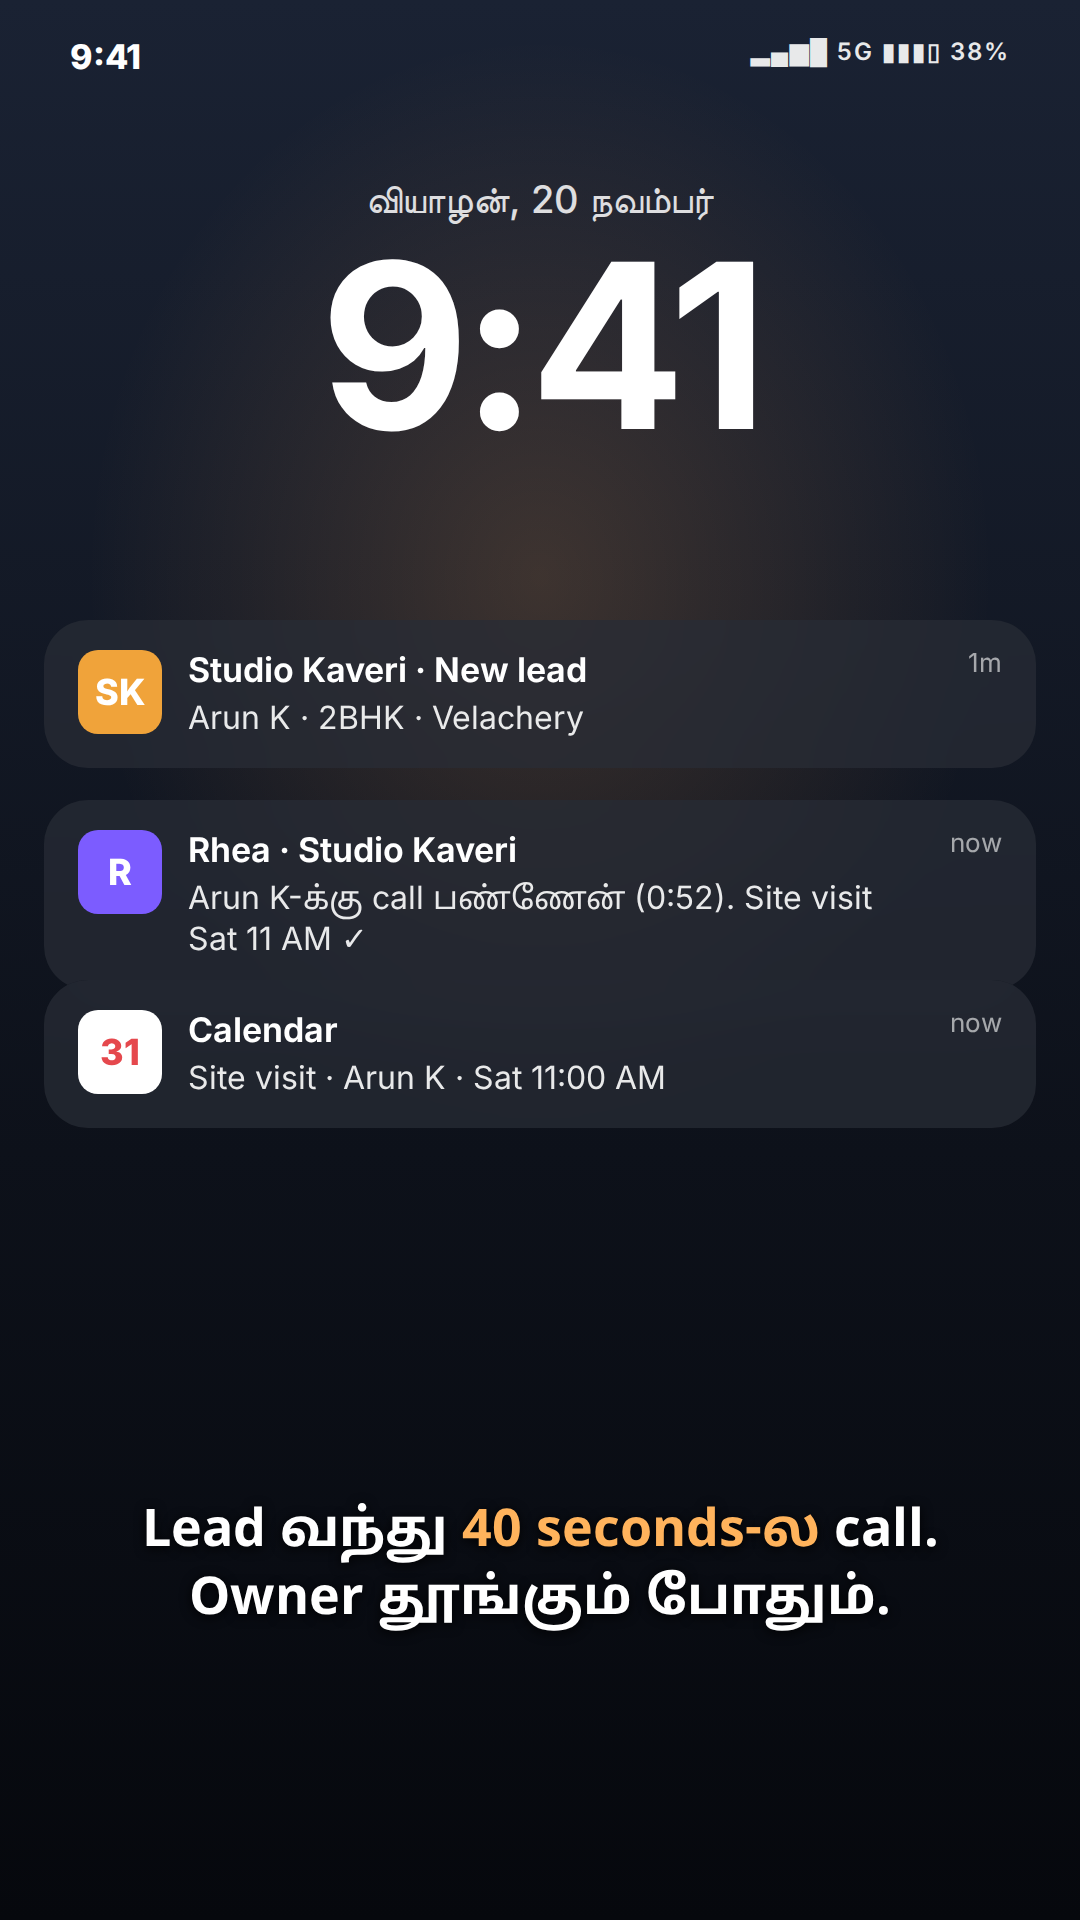 9:41
5G 38%
வியாழன், 20 நவம்பர்
9:41
SK
Studio Kaveri · New lead
1m
Arun K · 2BHK · Velachery
R
Rhea · Studio Kaveri
now
Arun K-க்கு call பண்ணேன் (0:52). Site visit
Sat 11 AM ✓
31
Calendar
now
Site visit · Arun K · Sat 11:00 AM
Lead வந்து 40 seconds-ல call.
Owner தூங்கும் போதும்.